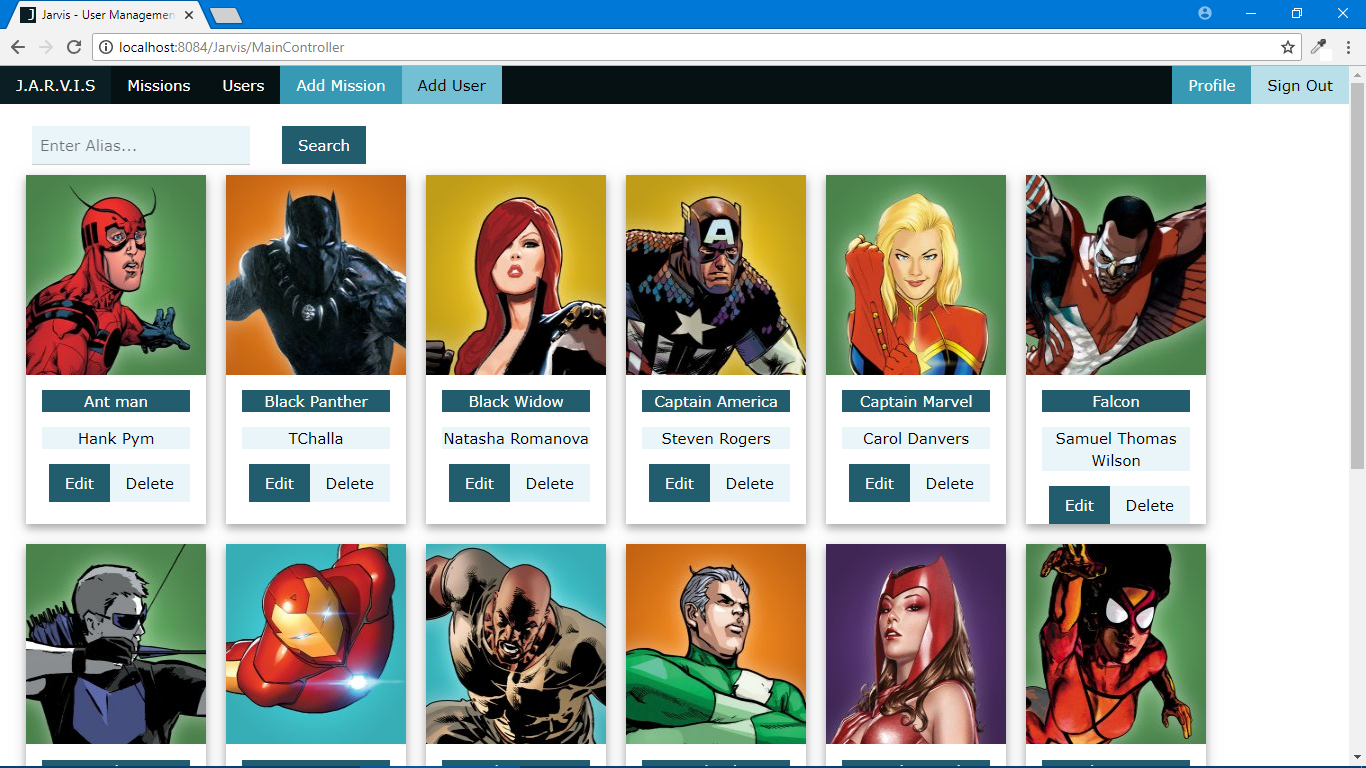 Jarvis - User Managemen
localhost:8084/Jarvis/MainController
J.A.R.V.I.S Missions Users Add Mission Add User Profile Sign Out
Enter Alias... Search
A
Ant man Black Panther Black Widow Captain America Captain Marvel Falcon
Hank Pym TChalla Natasha Romanova Steven Rogers Carol Danvers Samuel Thomas
Wilson
Edit Delete Edit Delete Edit Delete Edit Delete Edit Delete Edit Delete